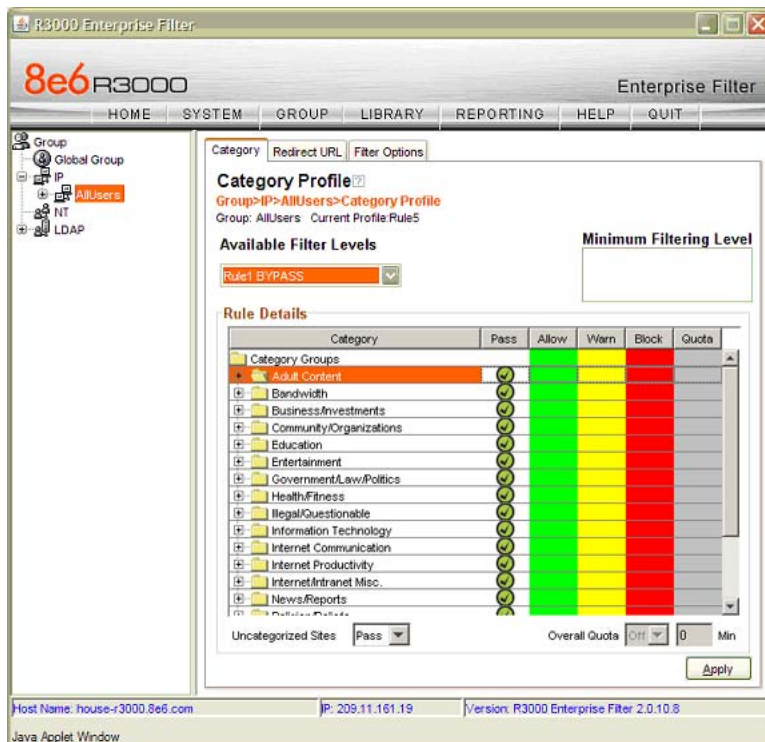 R3000 Enterprise Filter
8e6 R3000
Enterprise Filter
HOME SYSTEM GROUP LIBRARY REPORTING HELP QUIT
Group
Global Group
IP
AllUsers
NT
LDAP
Category Redirect URL Filter Options
Category Profile ?
Group>IP>AllUsers>Category Profile
Group: AllUsers Current Profile:Rule5
Available Filter Levels
Minimum Filtering Level
Rule1 BYPASS
Rule Details
Category Pass Allow Warn Block Quota
Category Groups
Adult Content
Bandwidth
Business/Investments
Community/Organizations
Education
Entertainment
Government/Law/Politics
Health/Fitness
Illegal/Questionable
Information Technology
Internet Communication
Internet Productivity
Internet/Intranet Misc.
News/Reports
Uncategorized Sites Pass Overall Quota Off 0 Min
Apply
Host Name: house-r3000.8e6.com IP: 209.11.161.19 Version: R3000 Enterprise Filter 2.0.10.8
Java Applet Window